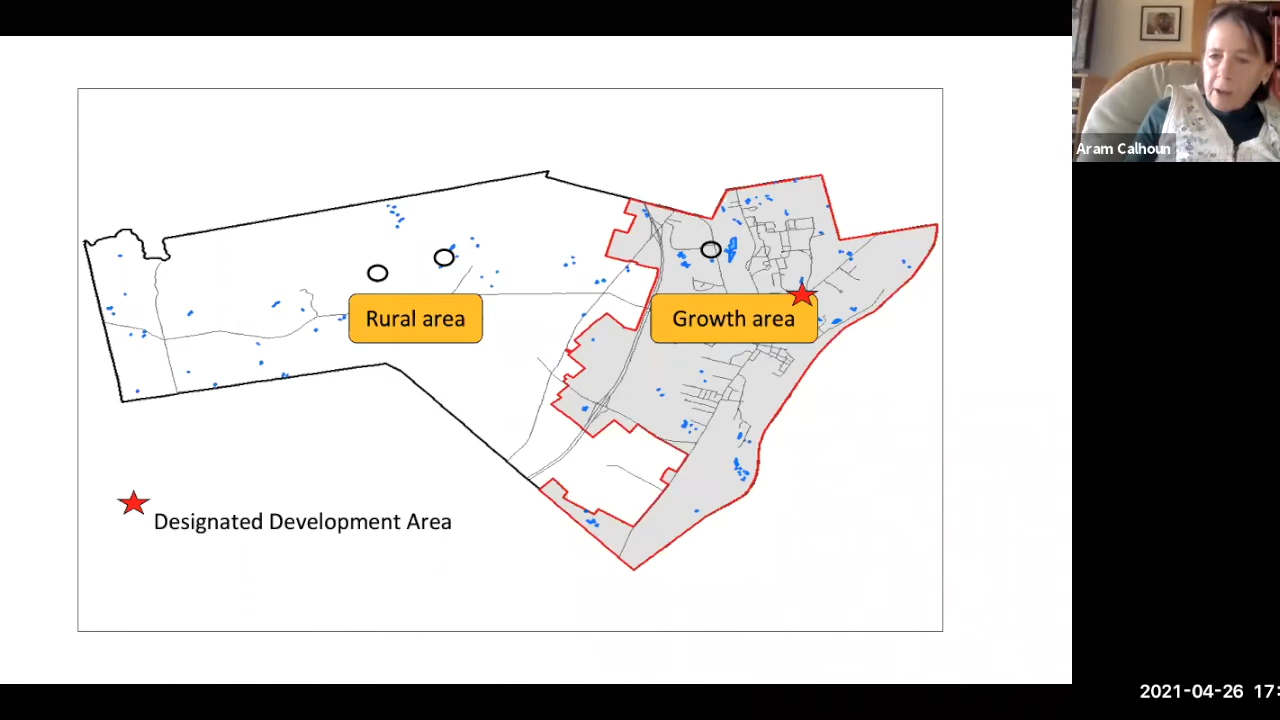 Aram Calhoun
Rural area
Growth area
Designated Development Area
2021-04-26 17: